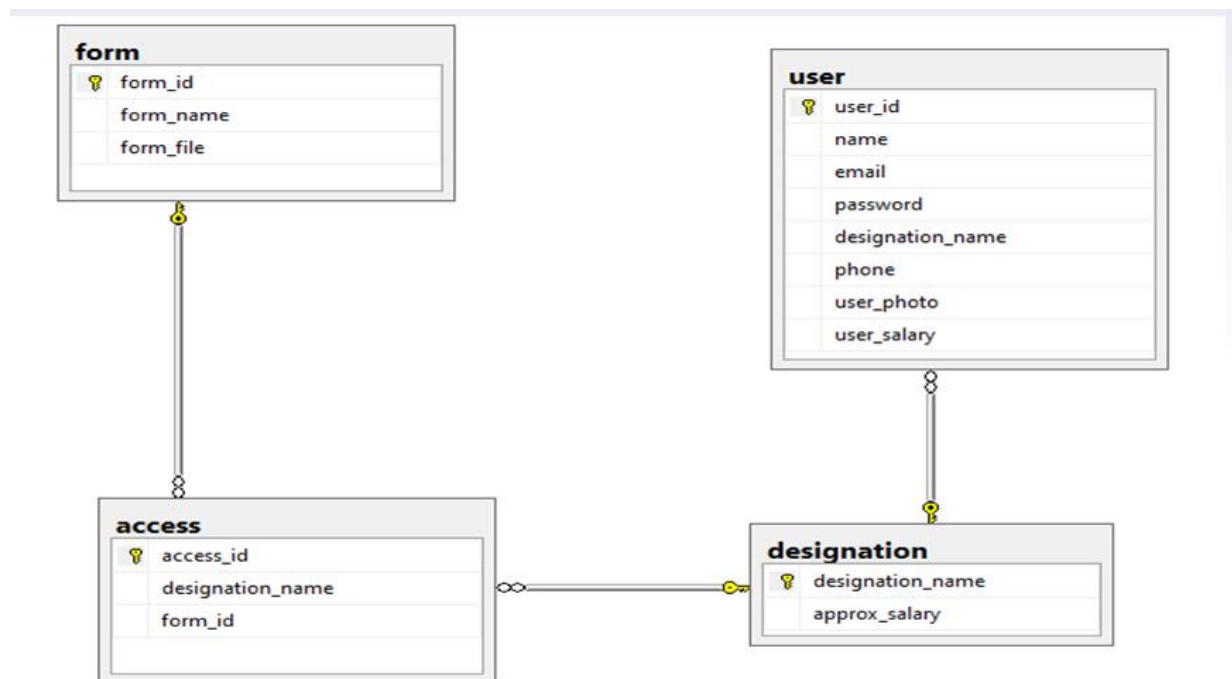 form
form_id
form_name
form_file
user
user_id
name
email
password
designation_name
phone
user_photo
user_salary
access
access_id
designation_name
form_id
designation
designation_name
approx_salary